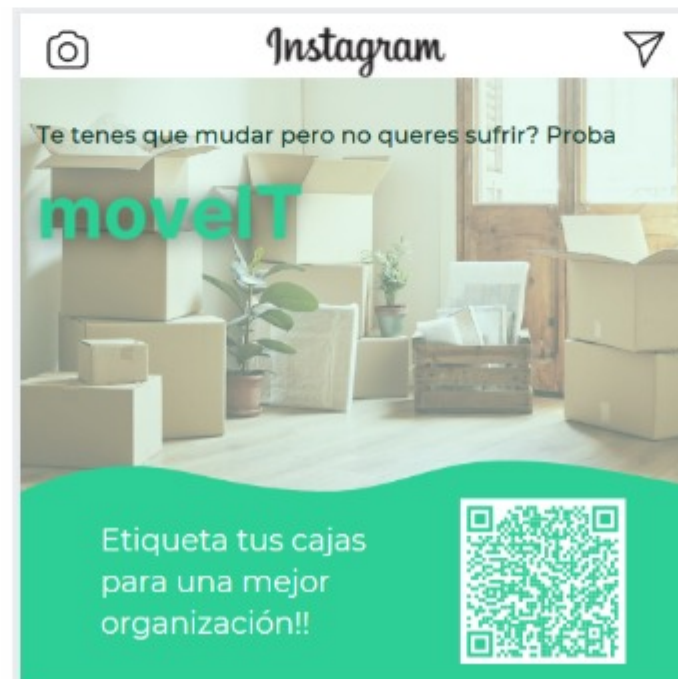 Instagram
Te tenes que mudar pero no queres sufrir? Proba
moveIT
Etiqueta tus cajas
para una mejor
organización!!